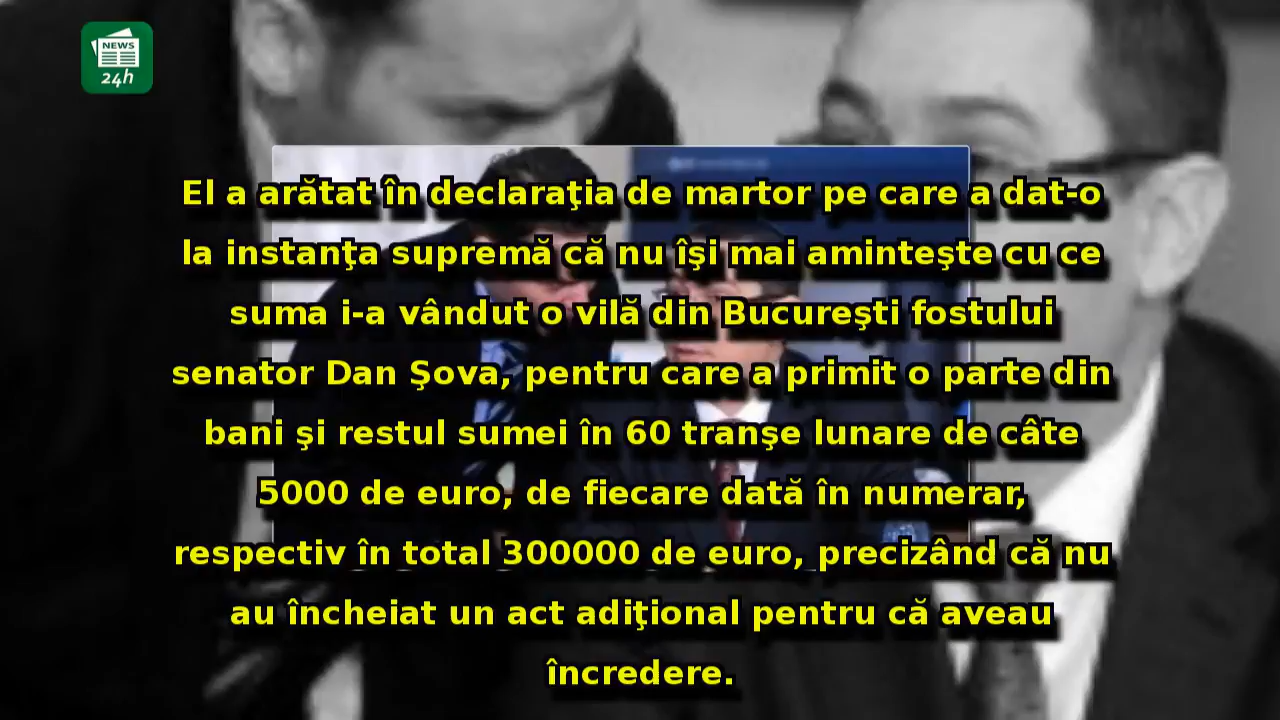 NEWS
24h
El a arătat în declaraţia de martor pe care a dat-o
la instanţa supremă că nu îşi mai aminteşte cu ce
suma i-a vândut o vilă din Bucureşti fostului
senator Dan Şova, pentru care a primit o parte din
bani şi restul sumei în 60 tranşe lunare de câte
5000 de euro, de fiecare dată în numerar,
respectiv în total 300000 de euro, precizând că nu
au încheiat un act adiţional pentru că aveau
încredere.